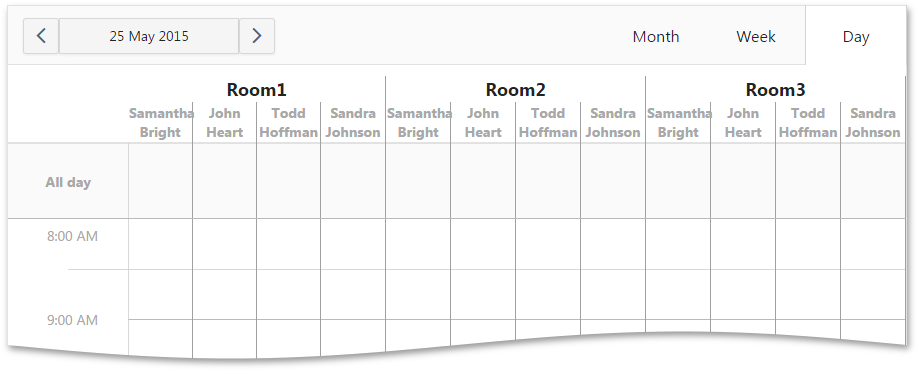 25 May 2015 Month Week Day
Room1 Room2 Room3
Samantha John Todd Sandra Samantha John Todd Sandra Samantha John Todd Sandra
Bright Heart Hoffman Johnson Bright Heart Hoffman Johnson Bright Heart Hoffman Johnson
All day
8:00 AM
9:00 AM